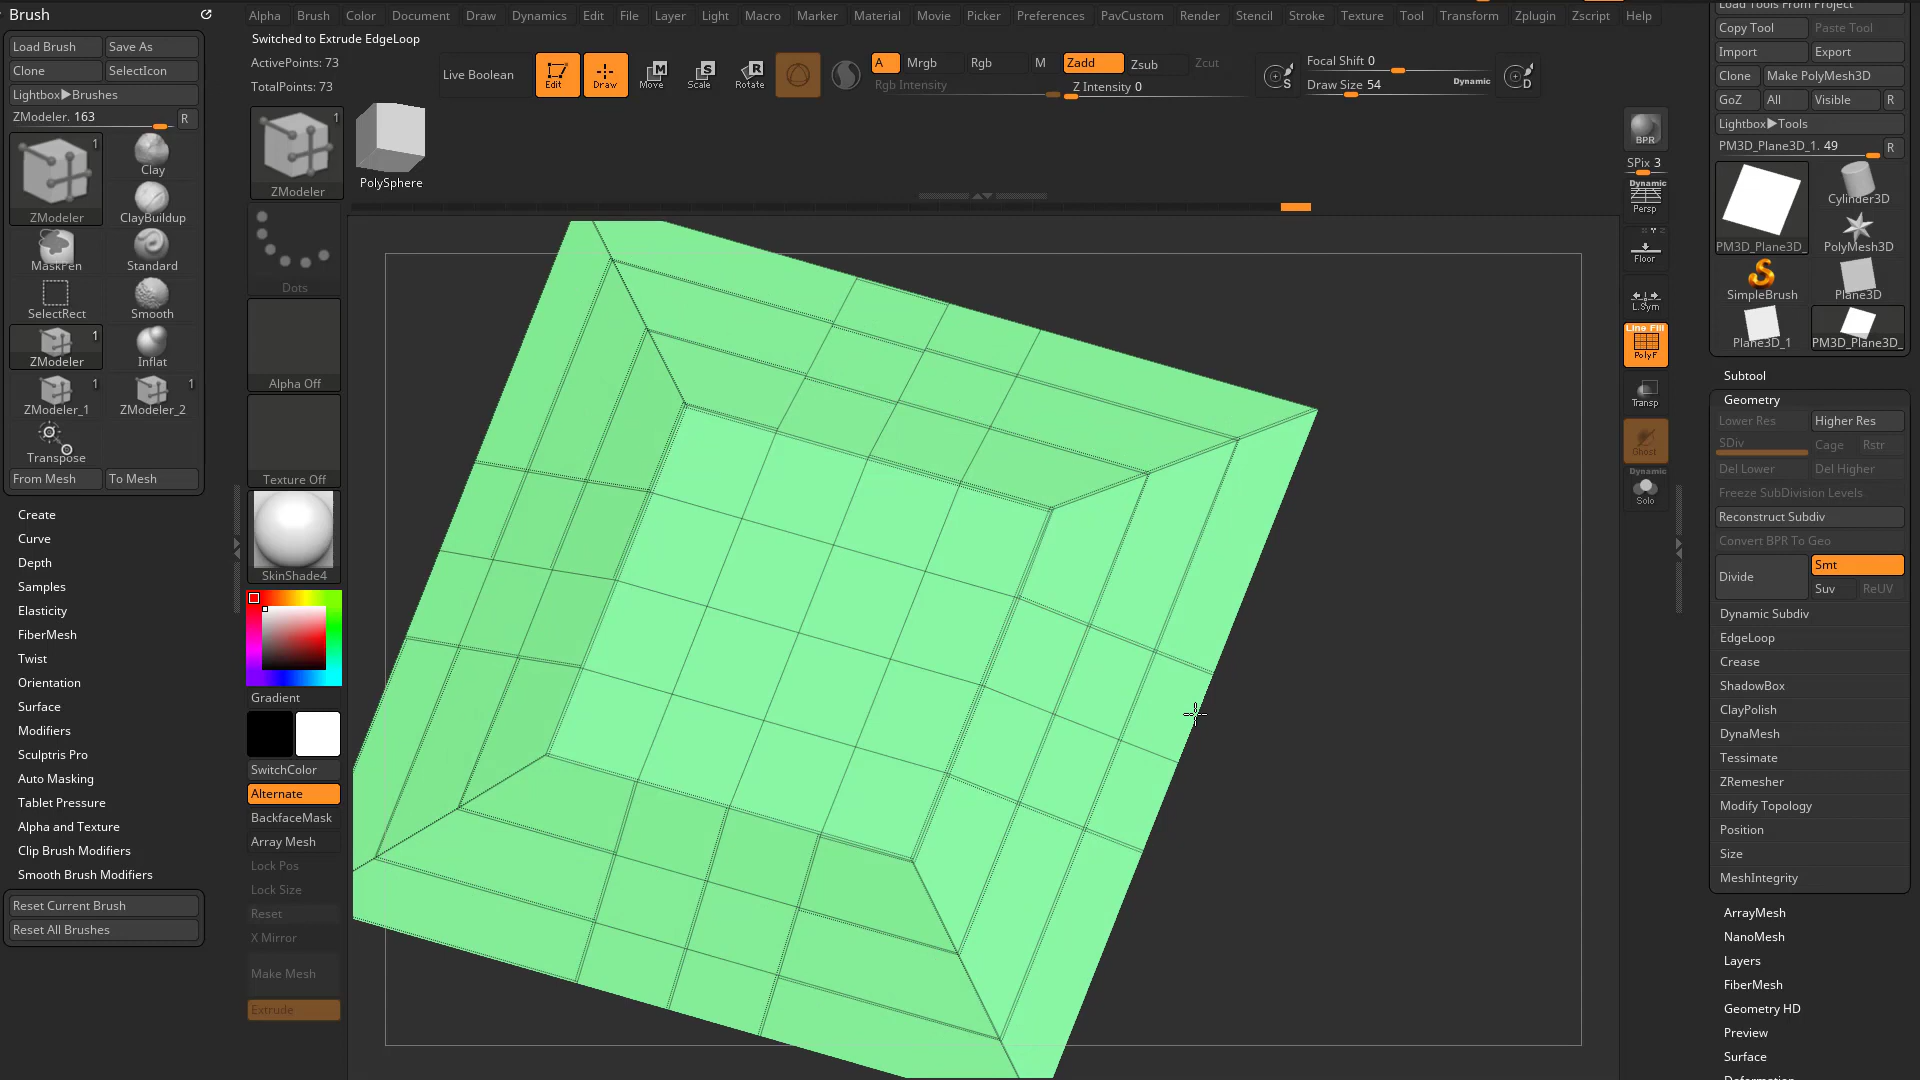 Brush
Load Brush
Save As
Clone
SelectIcon
Lightbox▶Brushes
ZModeler. 163
R
1
ZModeler
Clay
ClayBuildup
MaskPen
Standard
SelectRect
Smooth
1
ZModeler
Inflat
1
ZModeler_1
1
ZModeler_2
Transpose
From Mesh
To Mesh
Create
Curve
Depth
Samples
Elasticity
FiberMesh
Twist
Orientation
Surface
Modifiers
Sculptris Pro
Auto Masking
Tablet Pressure
Alpha and Texture
Clip Brush Modifiers
Smooth Brush Modifiers
Reset Current Brush
Reset All Brushes
Alpha Brush Color Document Draw Dynamics Edit File Layer Light Macro Marker Material Movie Picker Preferences PavCustom Render Stencil Stroke Texture Tool Transform Zplugin Zscript Help
Switched to Extrude EdgeLoop
ActivePoints: 73
TotalPoints: 73
Live Boolean
Edit
Draw
Move
Scale
Rotate
A
Mrgb
Rgb
M
Zadd
Zsub
Zcut
Rgb Intensity
Z Intensity 0
S
Focal Shift 0
Draw Size 54
Dynamic
D
1
ZModeler
PolySphere
Dots
Alpha Off
Texture Off
SkinShade4
Gradient
SwitchColor
Alternate
BackfaceMask
Array Mesh
Lock Pos
Lock Size
Reset
X Mirror
Make Mesh
Extrude
BPR
SPix 3
Dynamic
Persp
Floor
L.Sym
Line Fill
PolyF
Transp
Ghost
Dynamic
Solo
Load Tools From Project
Copy Tool
Paste Tool
Import
Export
Clone
Make PolyMesh3D
GoZ
All
Visible
R
Lightbox▶Tools
PM3D_Plane3D_1. 49
R
PM3D_Plane3D_
Cylinder3D
PolyMesh3D
SimpleBrush
Plane3D
Plane3D_1
PM3D_Plane3D_
Subtool
Geometry
Lower Res
Higher Res
SDiv
Cage
Rstr
Del Lower
Del Higher
Freeze SubDivision Levels
Reconstruct Subdiv
Convert BPR To Geo
Divide
Smt
Suv
ReUV
Dynamic Subdiv
EdgeLoop
Crease
ShadowBox
ClayPolish
DynaMesh
Tessimate
ZRemesher
Modify Topology
Position
Size
MeshIntegrity
ArrayMesh
NanoMesh
Layers
FiberMesh
Geometry HD
Preview
Surface